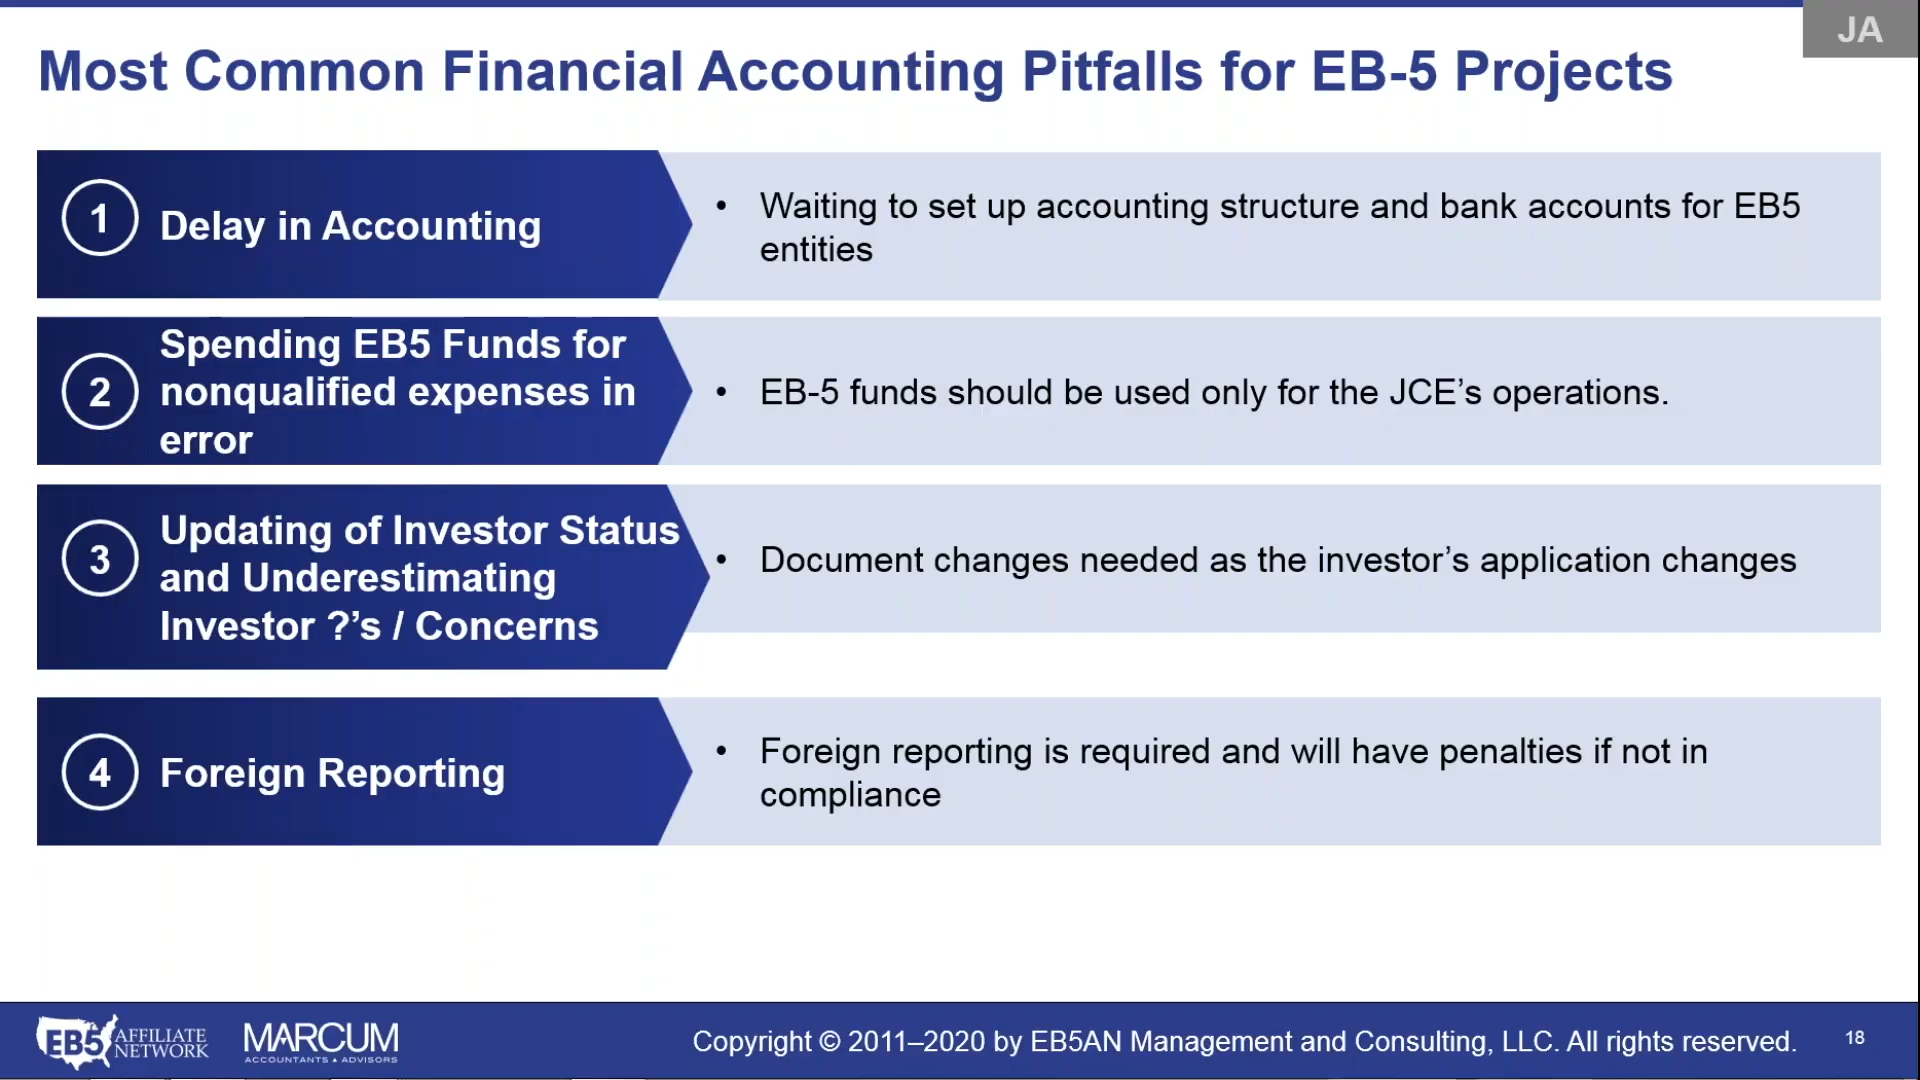 JA
Most Common Financial Accounting Pitfalls for EB-5 Projects
1
Delay in Accounting
• Waiting to set up accounting structure and bank accounts for EB5
entities
2
Spending EB5 Funds for
nonqualified expenses in
error
• EB-5 funds should be used only for the JCE’s operations.
3
Updating of Investor Status
and Underestimating
Investor ?’s / Concerns
• Document changes needed as the investor’s application changes
4
Foreign Reporting
• Foreign reporting is required and will have penalties if not in
compliance
EB5 AFFILIATE
NETWORK
MARCUM
ACCOUNTANTS ▲ ADVISORS
Copyright © 2011–2020 by EB5AN Management and Consulting, LLC. All rights reserved.
18